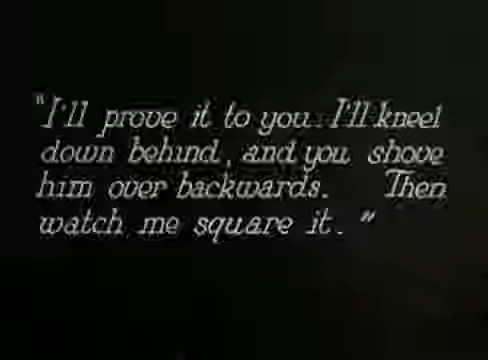 "I'll prove it to you. I'll kneel
down behind, and you shove
him over backwards. Then
watch me square it."